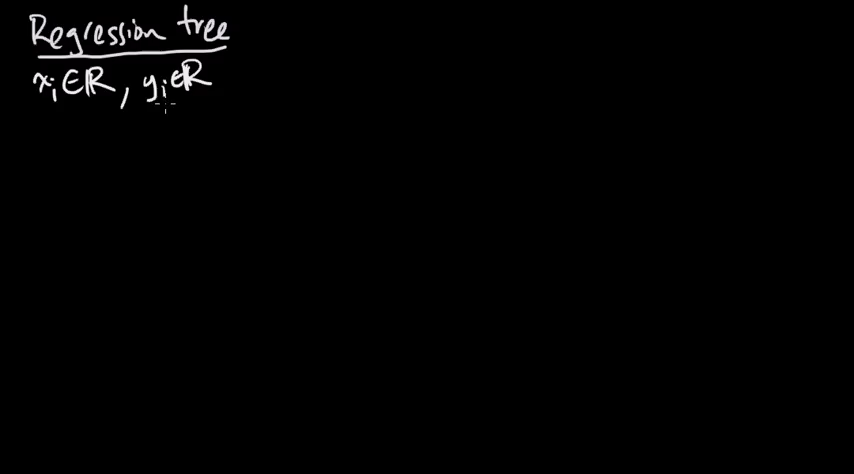 Regression tree
xᵢ ∈ ℝ, yᵢ ∈ ℝ